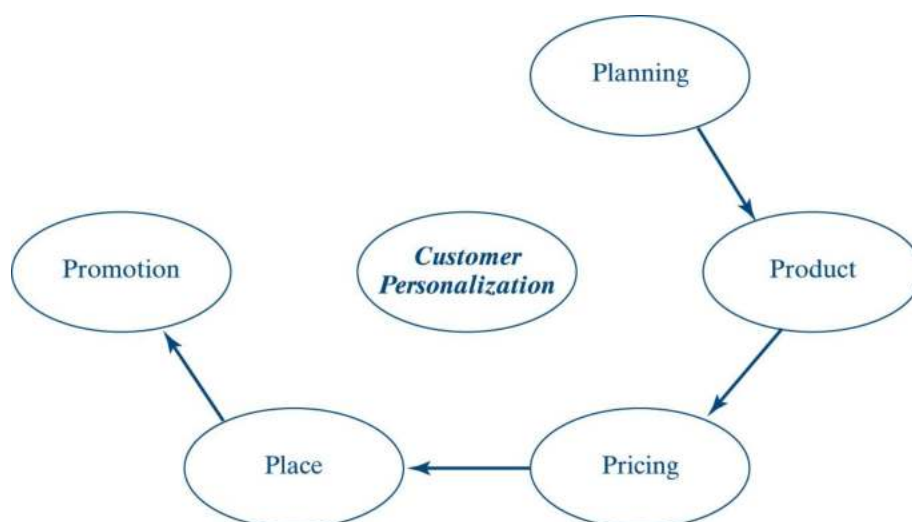 Planning
Promotion
Customer
Personalization
Product
Place
Pricing